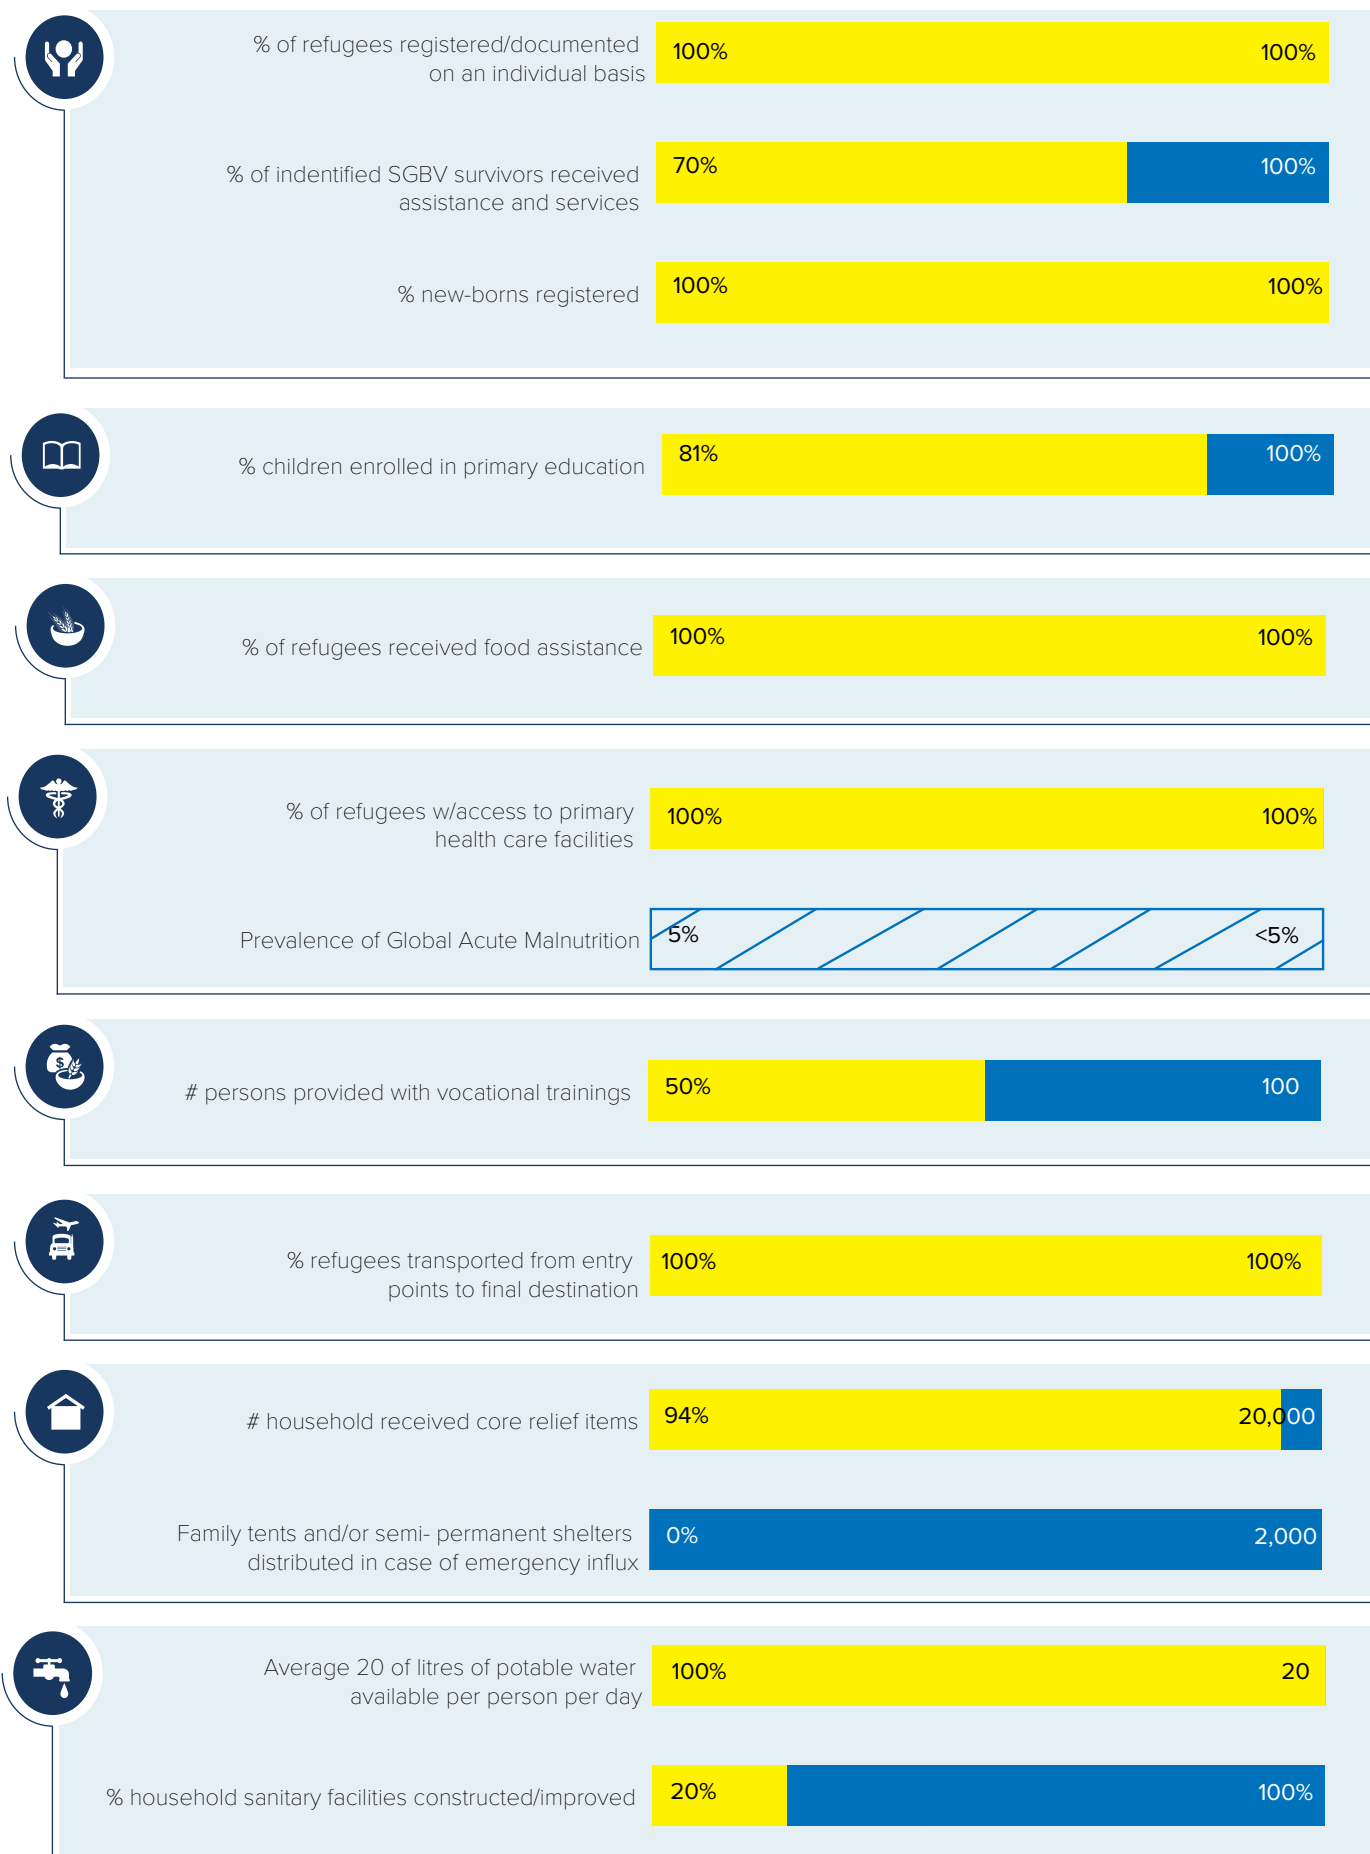 % of refugees registered/documented
on an individual basis
100%
100%
% of indentified SGBV survivors received
assistance and services
70%
100%
% new-borns registered
100%
100%
% children enrolled in primary education
81%
100%
% of refugees received food assistance
100%
100%
% of refugees w/access to primary
health care facilities
100%
100%
Prevalence of Global Acute Malnutrition
5%
<5%
$
# persons provided with vocational trainings
50%
100
% refugees transported from entry
points to final destination
100%
100%
# household received core relief items
94%
20,000
Family tents and/or semi- permanent shelters
distributed in case of emergency influx
0%
2,000
Average 20 of litres of potable water
available per person per day
100%
20
% household sanitary facilities constructed/improved
20%
100%